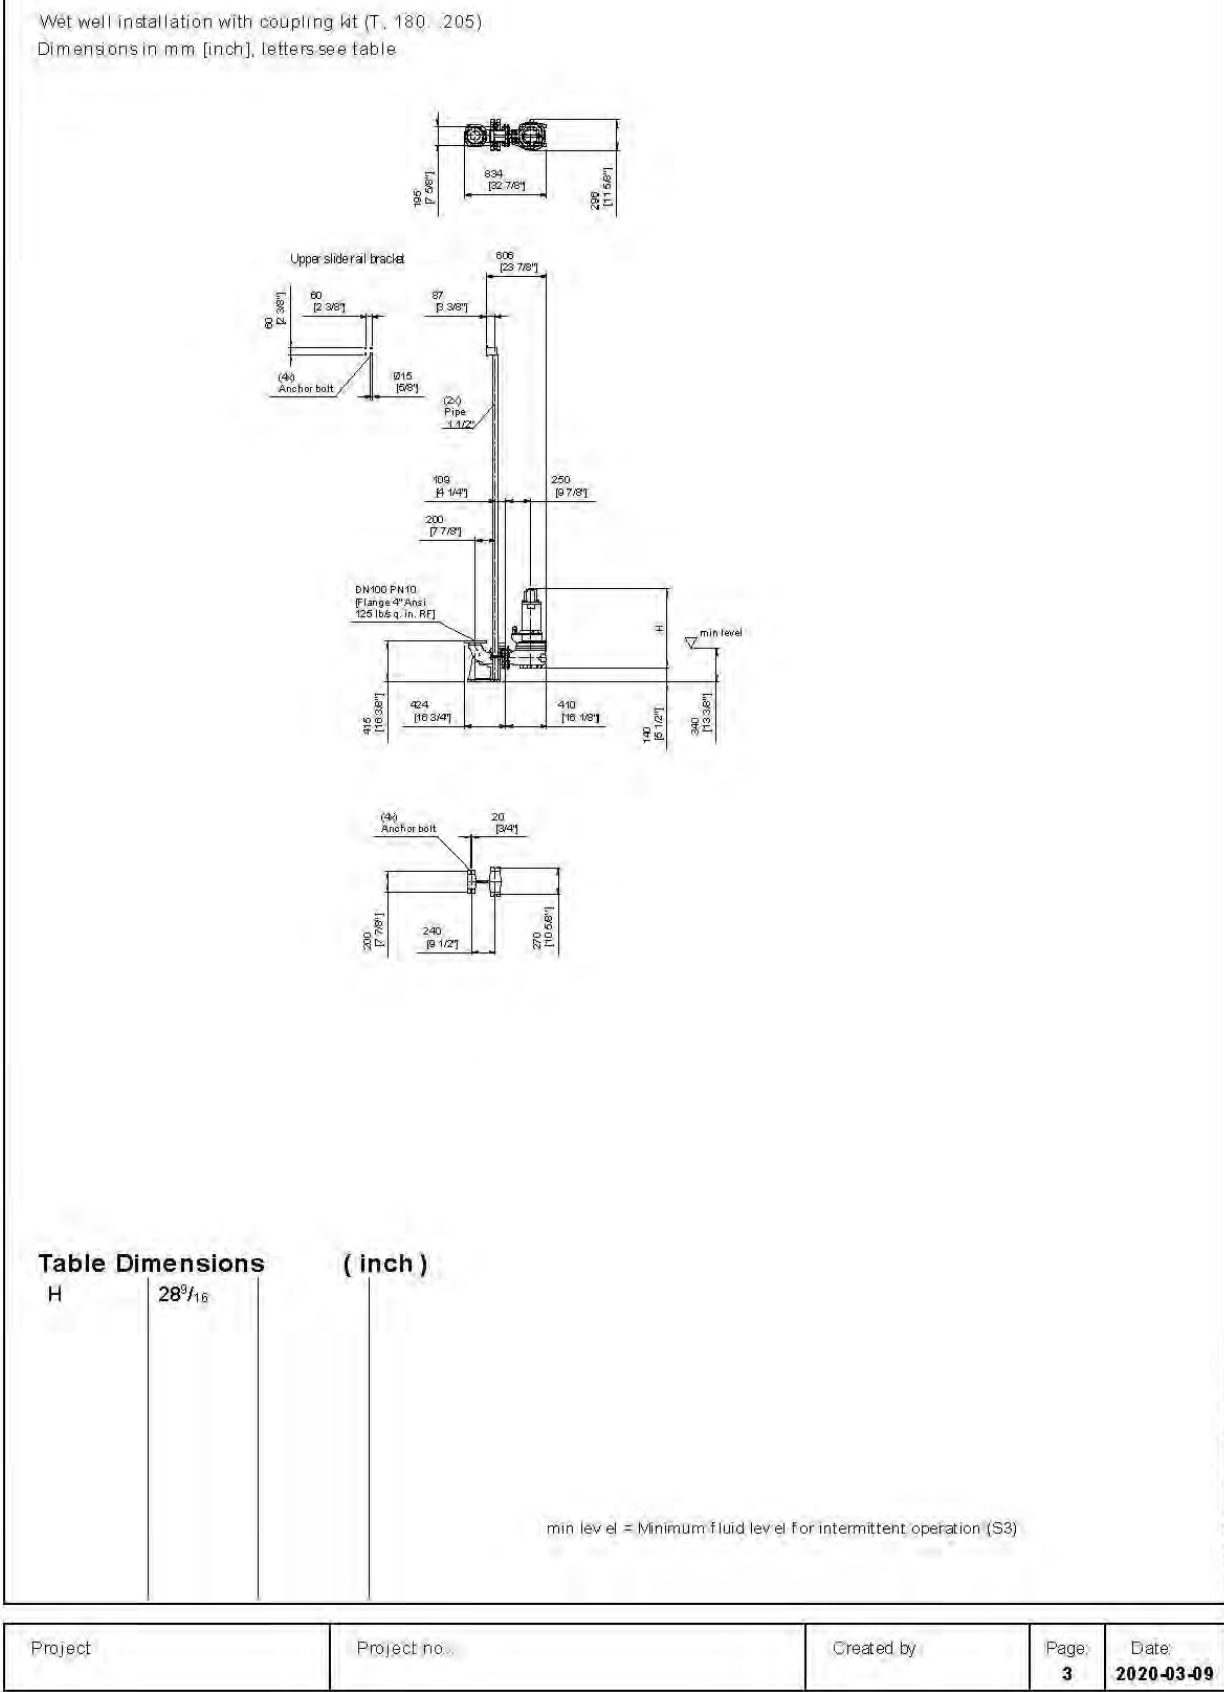 Wet well installation with coupling kit (T. 180. .205)
Dimensions in mm [inch], letters see table
195
[7 5/8"]
834
[32 7/8"]
296
[11 5/8"]
Upper slide rail bracket
606
[23 7/8"]
60
[2 3/8"]
60
[2 3/8"]
87
[3 3/8"]
(4x)
Anchor bolt
Ø15
[5/8"]
(2x)
Pipe
1 1/2"
109
[4 1/4"]
250
[9 7/8"]
200
[7 7/8"]
DN100 PN10
[Flange 4" Ansi
125 lb/sq. in. RF]
H
min level
415
[16 3/8"]
424
[16 3/4"]
410
[16 1/8"]
140
[5 1/2"]
340
[13 3/8"]
(4x)
Anchor bolt
20
[3/4"]
200
[7 7/8"]
240
[9 1/2"]
270
[10 5/8"]
Table Dimensions (inch)
H 28⁹/₁₆
min level = Minimum fluid level for intermittent operation (S3)
Project Project no.: Created by Page: Date:
3 2020-03-09